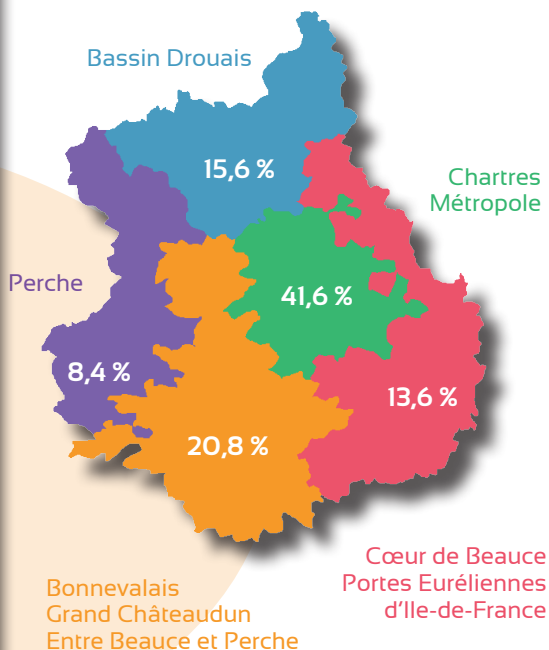 Bassin Drouais
15,6 %
Chartres
Métropole
Perche
41,6 %
8,4 %
13,6 %
20,8 %
Cœur de Beauce
Portes Euréliennes
d'Ile-de-France
Bonnevalais
Grand Châteaudun
Entre Beauce et Perche